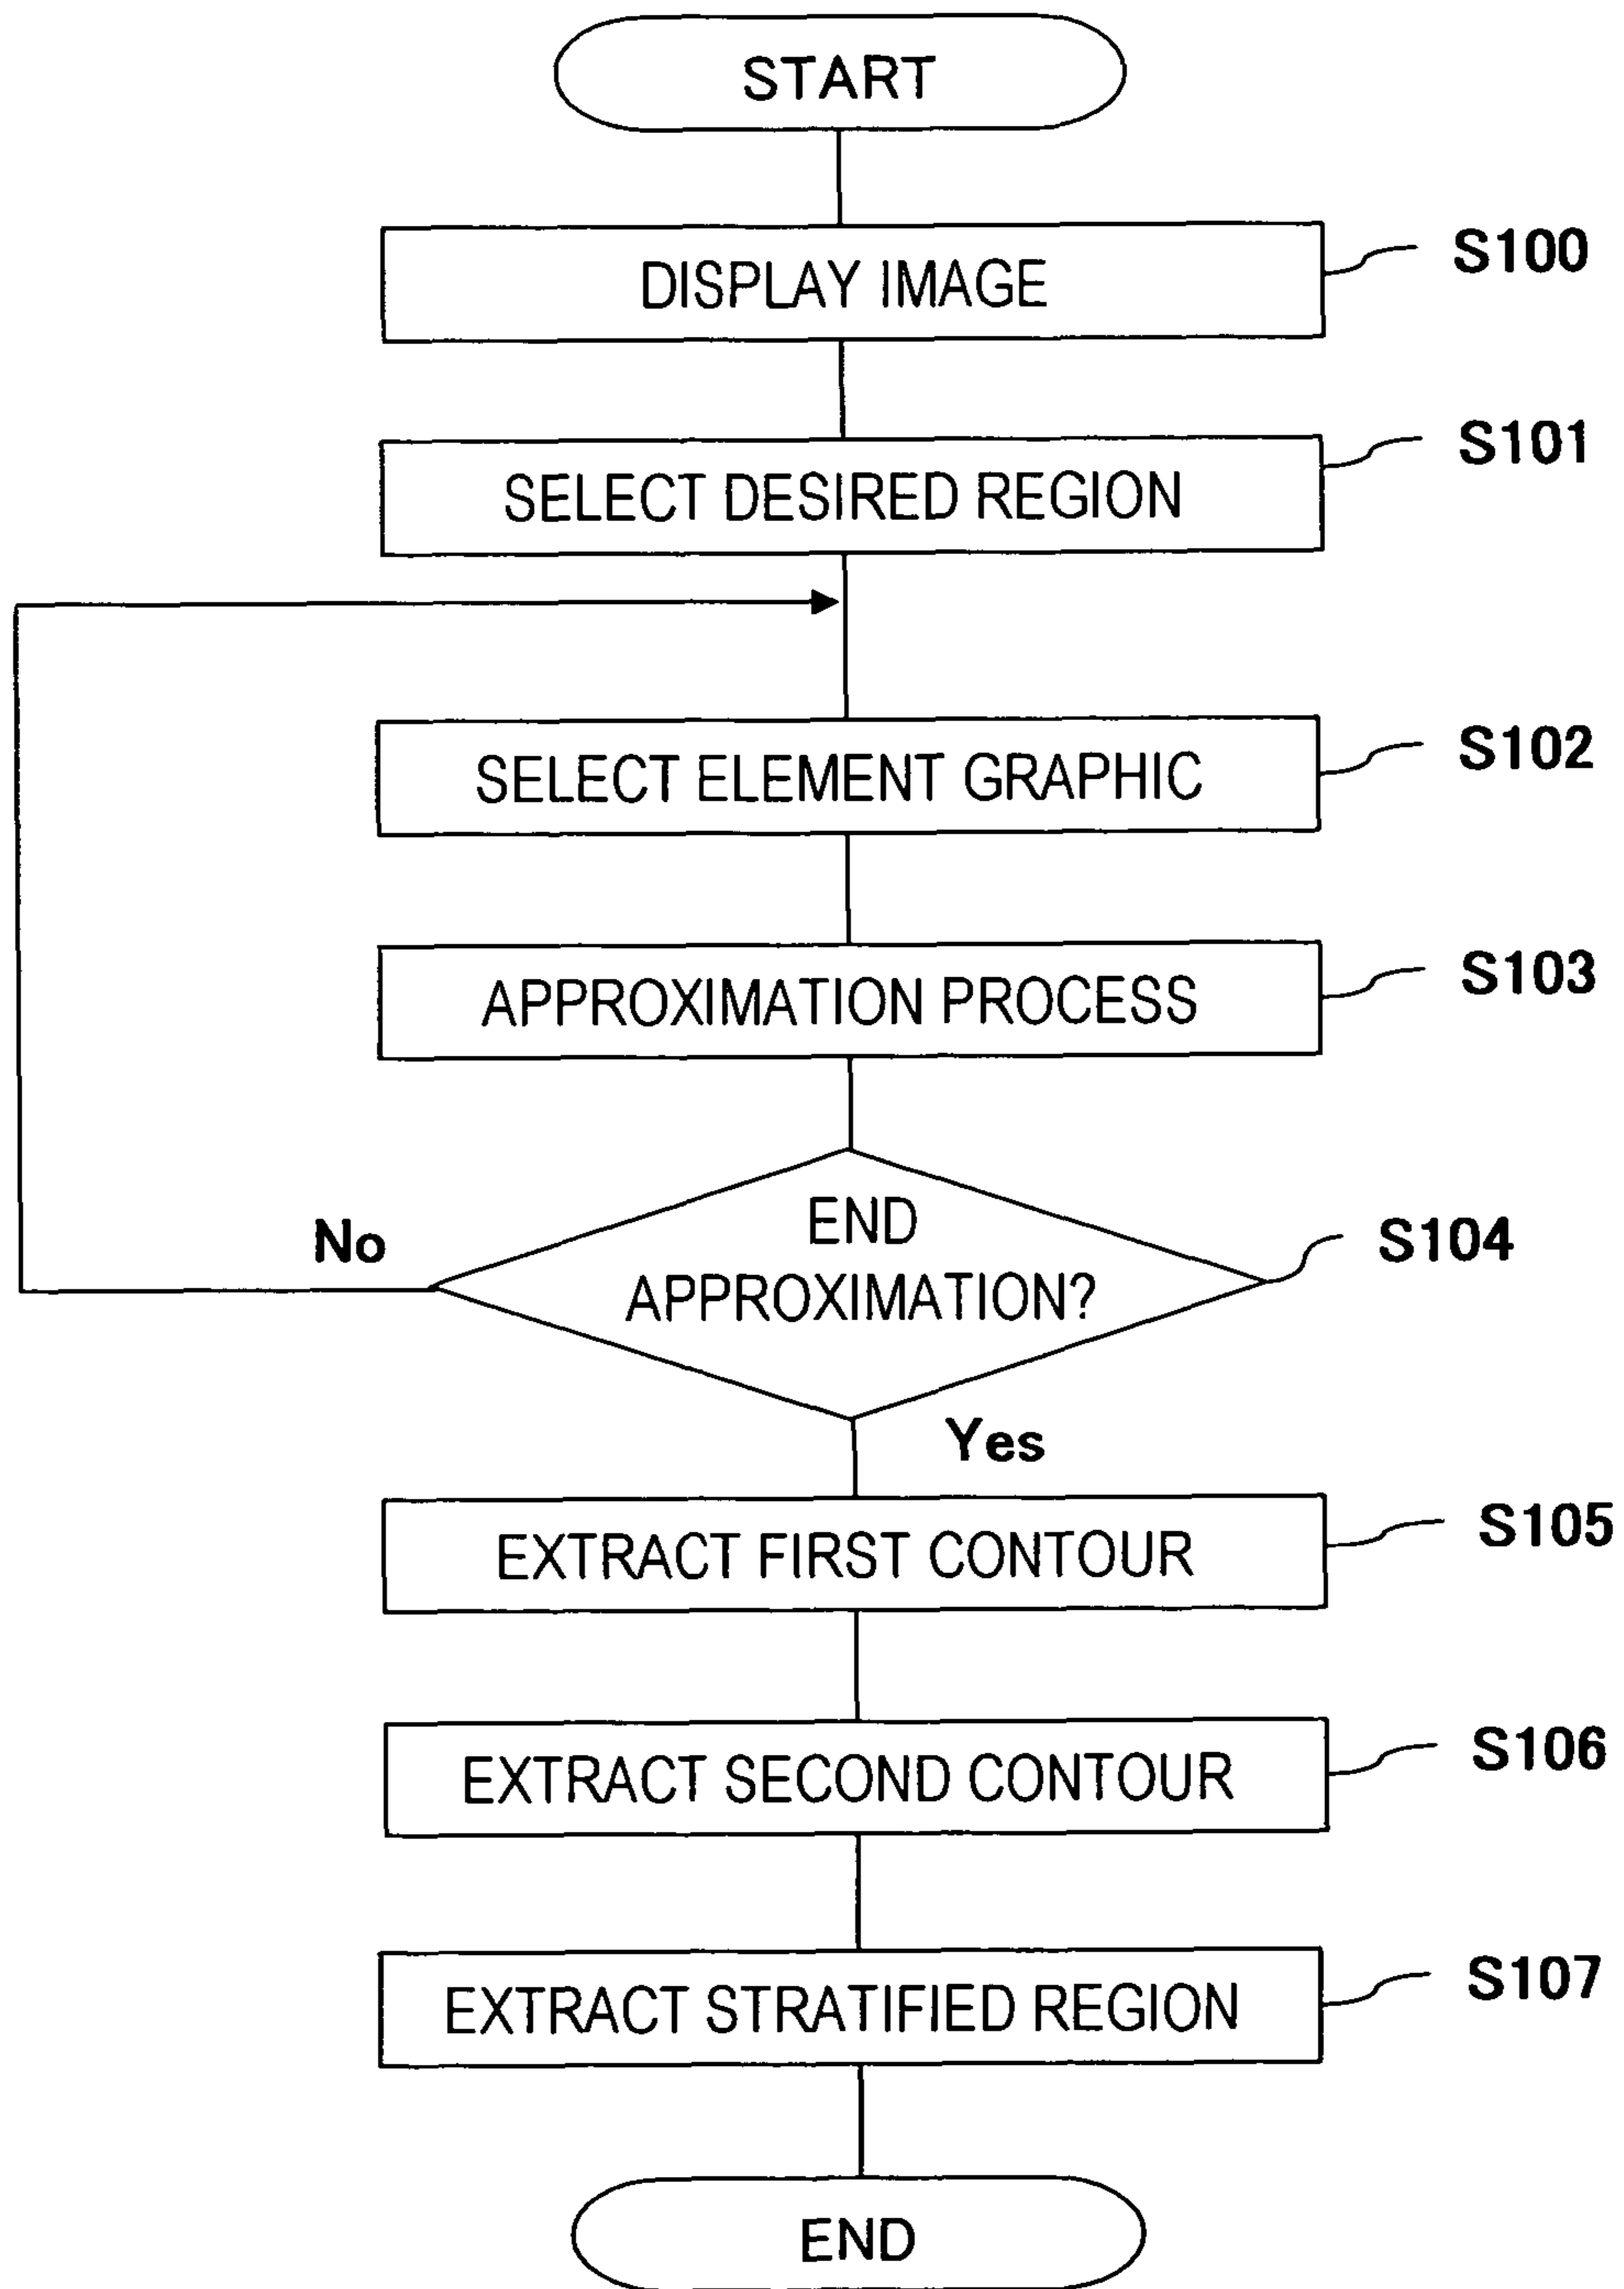 START
DISPLAY IMAGE
S100
SELECT DESIRED REGION
S101
SELECT ELEMENT GRAPHIC
S102
APPROXIMATION PROCESS
S103
END
APPROXIMATION?
S104
No
Yes
EXTRACT FIRST CONTOUR
S105
EXTRACT SECOND CONTOUR
S106
EXTRACT STRATIFIED REGION
S107
END